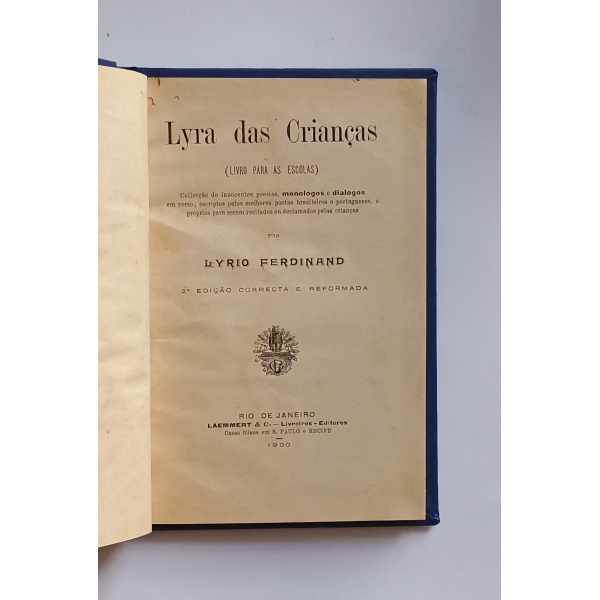 Lyra das Crianças
(LIVRO PARA AS ESCOLAS)
Collecção de innocentes poesias, monologos e dialogos
em verso, escriptos pelos melhores poetas brazileiros e portuguezes, e
proprios para serem recitados ou declamados pelas crianças
POR
LYRIO FERDINAND
2ª EDIÇÃO CORRECTA E REFORMADA
RIO DE JANEIRO
LAEMMERT & C. — Livreiros - Editores
Casas filiaes em S. PAULO e RECIFE
1900